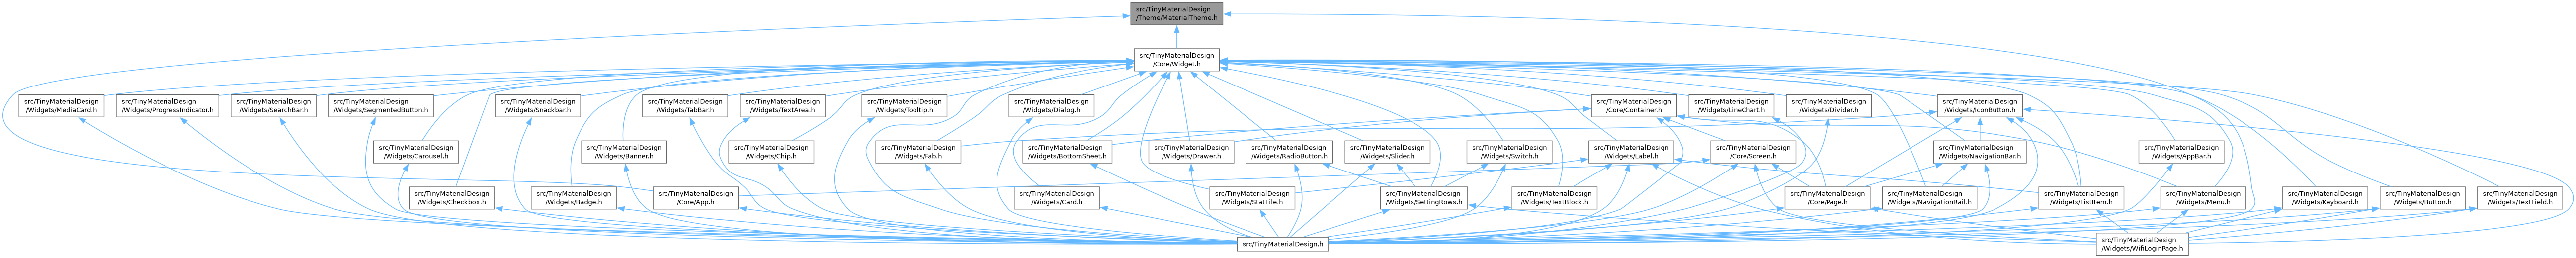 src/TinyMaterialDesign
/Theme/MaterialTheme.h
src/TinyMaterialDesign
/Core/Widget.h
src/TinyMaterialDesign
/Widgets/MediaCard.h
src/TinyMaterialDesign
/Widgets/ProgressIndicator.h
src/TinyMaterialDesign
/Widgets/SearchBar.h
src/TinyMaterialDesign
/Widgets/SegmentedButton.h
src/TinyMaterialDesign
/Widgets/Snackbar.h
src/TinyMaterialDesign
/Widgets/TabBar.h
src/TinyMaterialDesign
/Widgets/TextArea.h
src/TinyMaterialDesign
/Widgets/Tooltip.h
src/TinyMaterialDesign
/Widgets/Dialog.h
src/TinyMaterialDesign
/Core/Container.h
src/TinyMaterialDesign
/Widgets/LineChart.h
src/TinyMaterialDesign
/Widgets/Divider.h
src/TinyMaterialDesign
/Widgets/IconButton.h
src/TinyMaterialDesign
/Widgets/Carousel.h
src/TinyMaterialDesign
/Widgets/Banner.h
src/TinyMaterialDesign
/Widgets/Chip.h
src/TinyMaterialDesign
/Widgets/Fab.h
src/TinyMaterialDesign
/Widgets/BottomSheet.h
src/TinyMaterialDesign
/Widgets/Drawer.h
src/TinyMaterialDesign
/Widgets/RadioButton.h
src/TinyMaterialDesign
/Widgets/Slider.h
src/TinyMaterialDesign
/Widgets/Switch.h
src/TinyMaterialDesign
/Widgets/Label.h
src/TinyMaterialDesign
/Core/Screen.h
src/TinyMaterialDesign
/Widgets/NavigationBar.h
src/TinyMaterialDesign
/Widgets/AppBar.h
src/TinyMaterialDesign
/Widgets/Checkbox.h
src/TinyMaterialDesign
/Widgets/Badge.h
src/TinyMaterialDesign
/Core/App.h
src/TinyMaterialDesign
/Widgets/Card.h
src/TinyMaterialDesign
/Widgets/StatTile.h
src/TinyMaterialDesign
/Widgets/SettingRows.h
src/TinyMaterialDesign
/Widgets/TextBlock.h
src/TinyMaterialDesign
/Core/Page.h
src/TinyMaterialDesign
/Widgets/NavigationRail.h
src/TinyMaterialDesign
/Widgets/ListItem.h
src/TinyMaterialDesign
/Widgets/Menu.h
src/TinyMaterialDesign
/Widgets/Keyboard.h
src/TinyMaterialDesign
/Widgets/Button.h
src/TinyMaterialDesign
/Widgets/TextField.h
src/TinyMaterialDesign.h
src/TinyMaterialDesign
/Widgets/WifiLoginPage.h